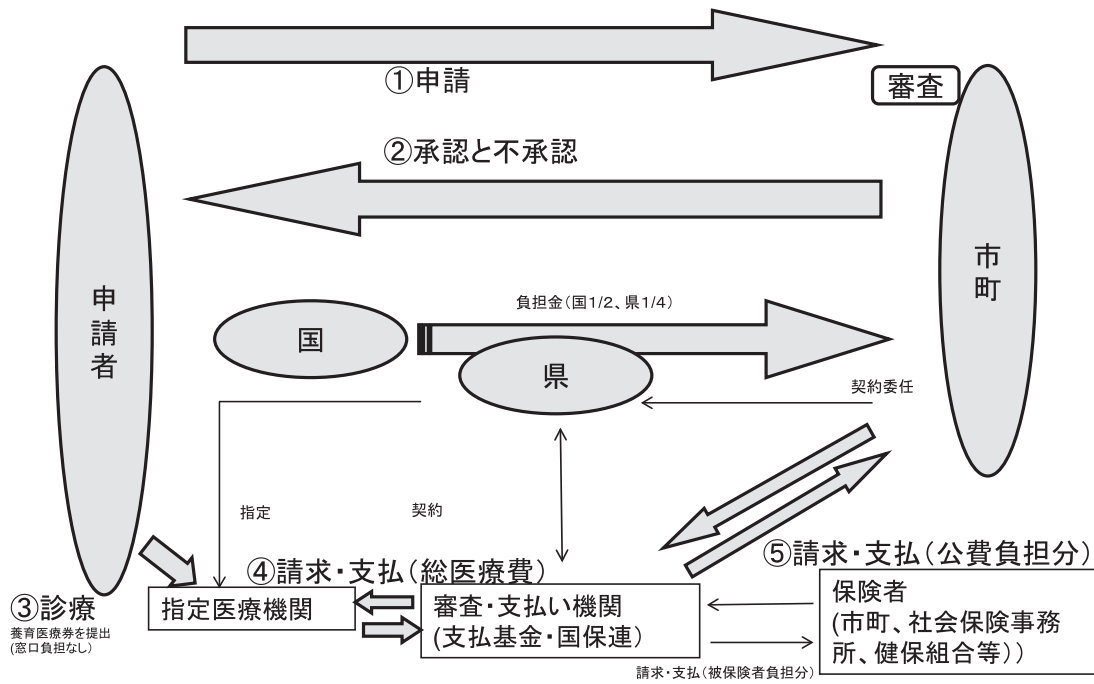 ①申請
審査
②承認と不承認
申請者
市町
負担金(国1/2、県1/4)
国
県
契約委任
指定
契約
④請求・支払(総医療費)
⑤請求・支払(公費負担分)
③診療
養育医療券を提出
(窓口負担なし)
指定医療機関
審査・支払い機関
(支払基金・国保連)
保険者
(市町、社会保険事務
所、健保組合等))
請求・支払(被保険者負担分)